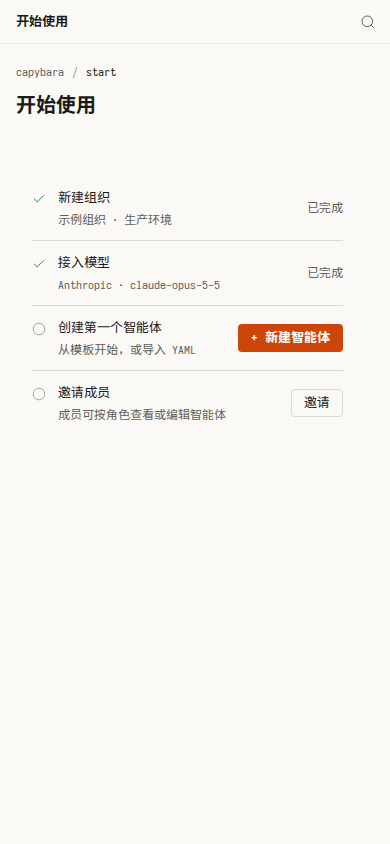 开始使用
capybara / start
开始使用
新建组织
示例组织 · 生产环境
已完成
接入模型
Anthropic · claude-opus-5-5
已完成
创建第一个智能体
从模板开始，或导入 YAML
+ 新建智能体
邀请成员
成员可按角色查看或编辑智能体
邀请